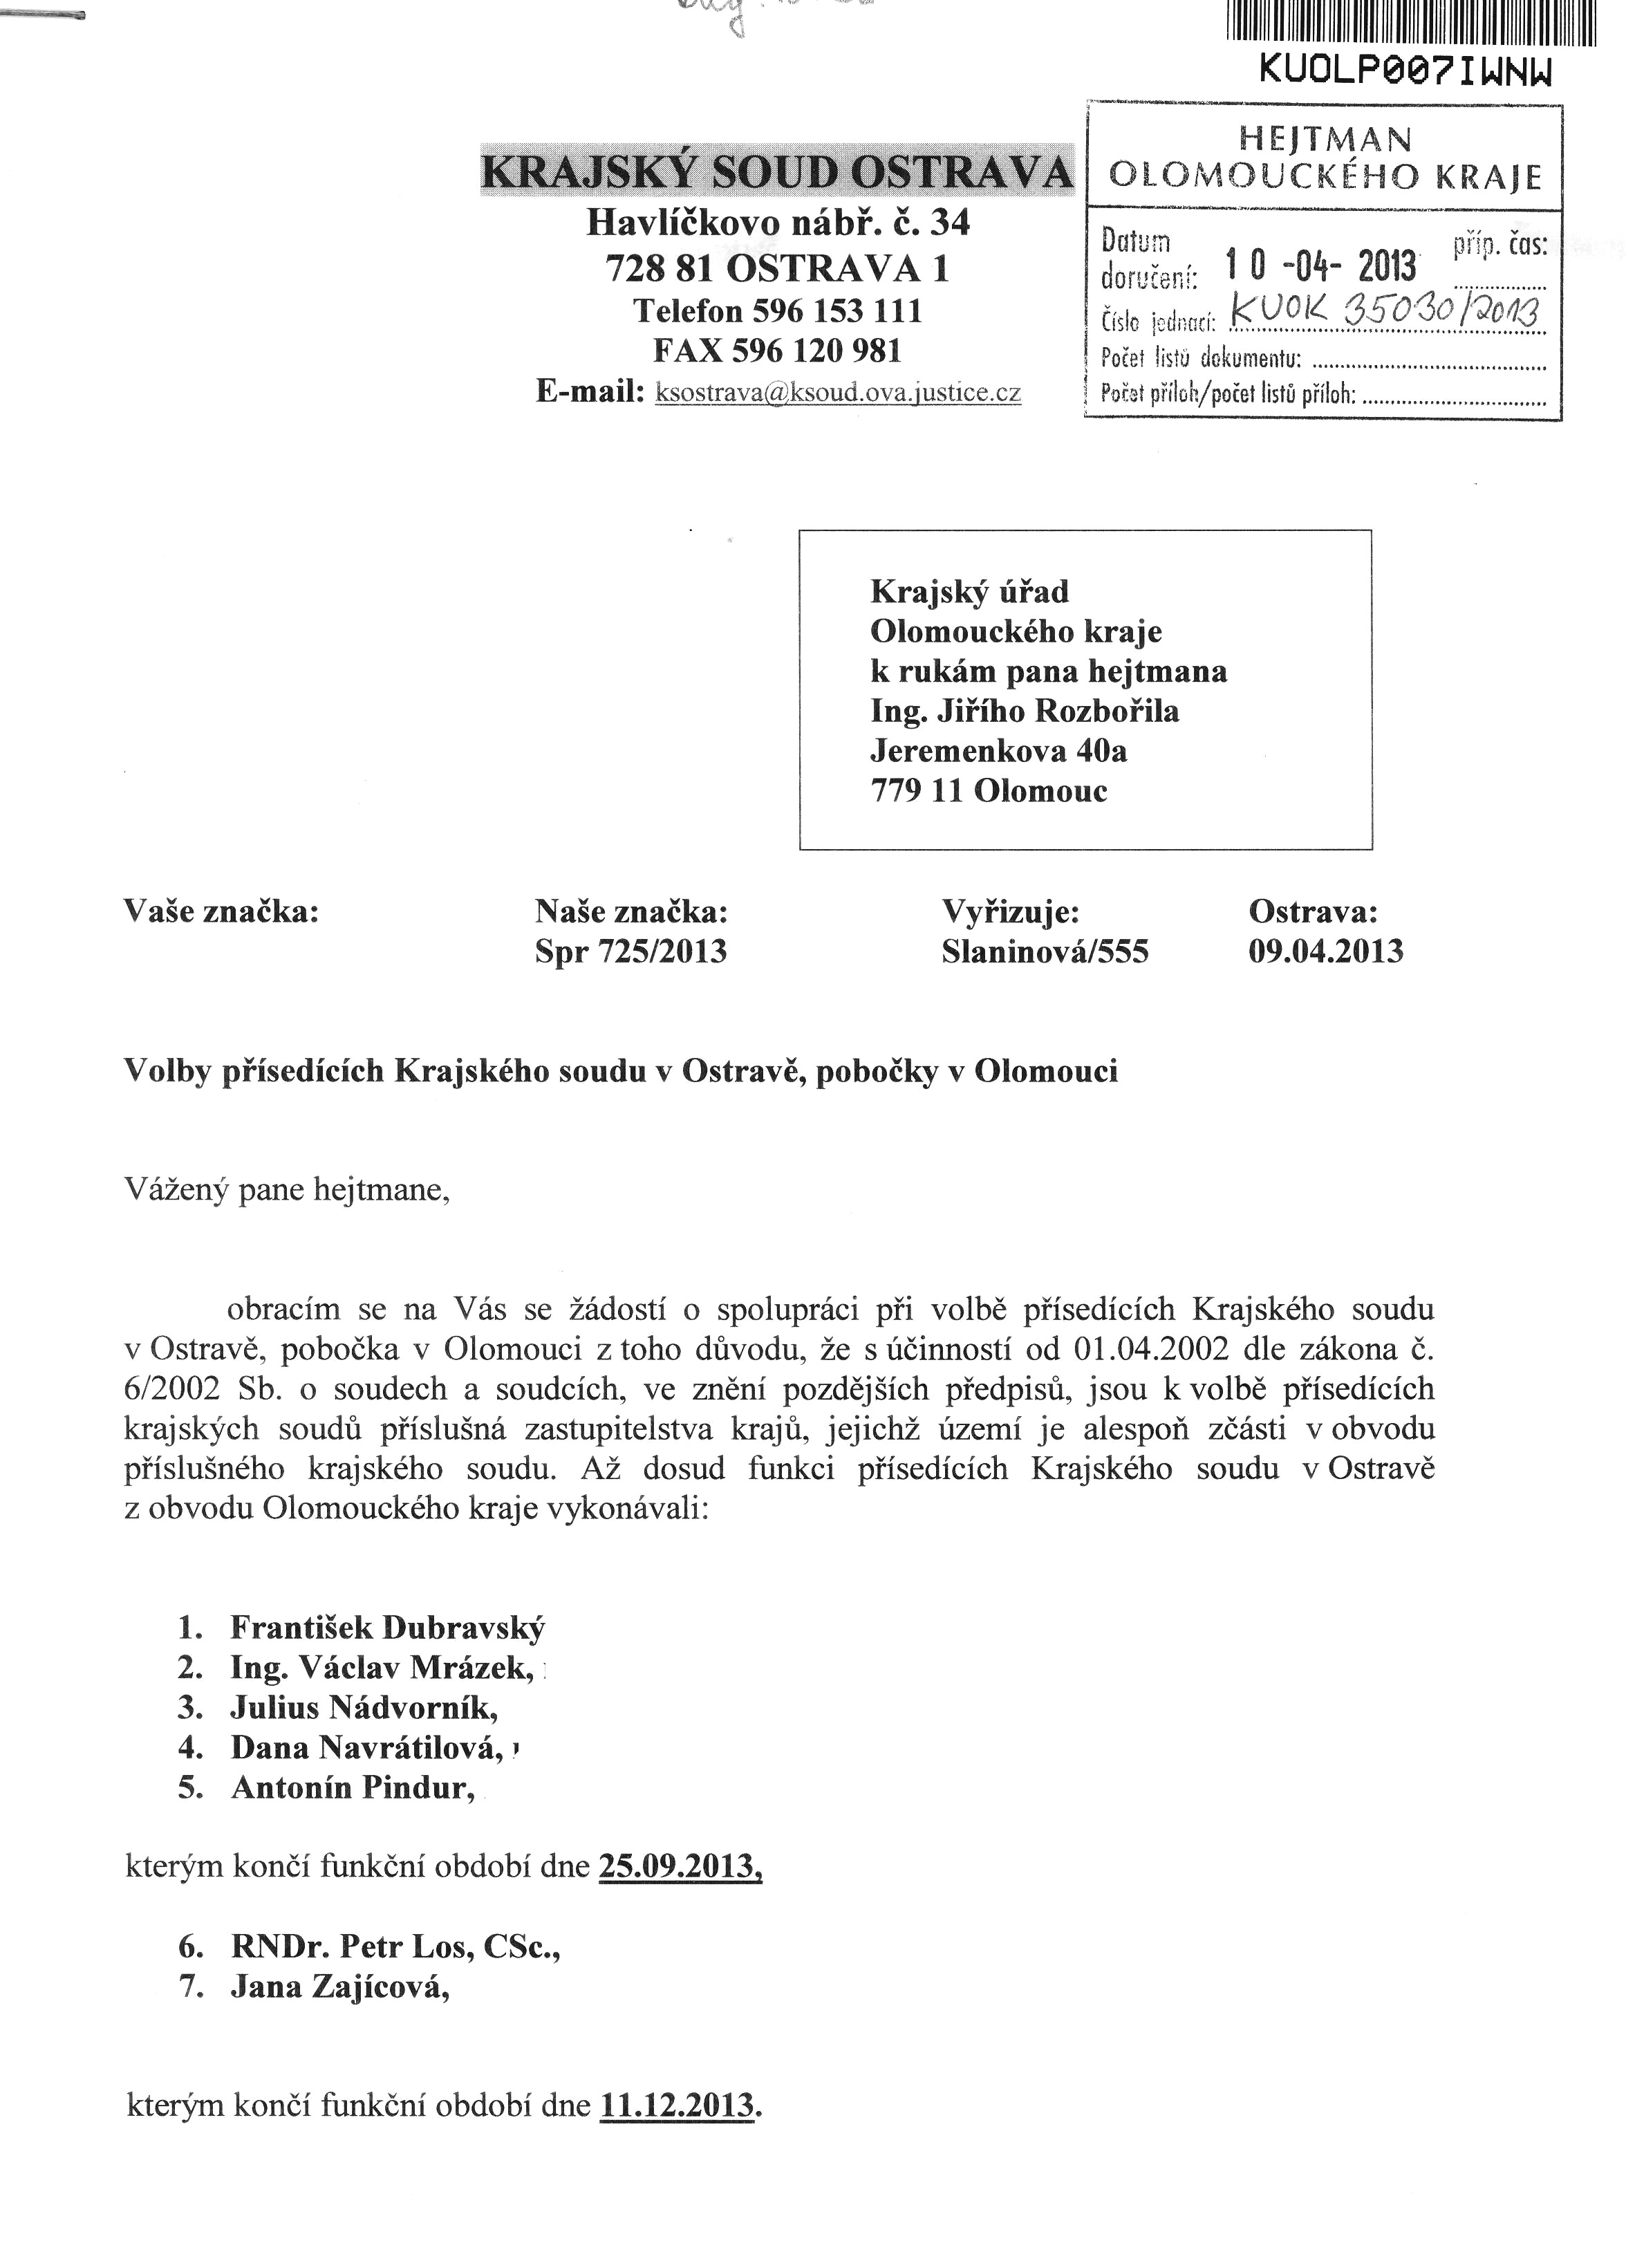 KUOLP007IWNW
HEJTMAN
OLOMOUCKÉHO KRAJE
Datum doručení: 10 -04- 2013 příp. čas:
Číslo jednací: KUOK 35030/2013
Počet listů dokumentu:
Počet příloh/počet listů příloh:
KRAJSKÝ SOUD OSTRAVA
Havlíčkovo nábř. č. 34
728 81 OSTRAVA 1
Telefon 596 153 111
FAX 596 120 981
E-mail: ksostrava@ksoud.ova.justice.cz
Krajský úřad
Olomouckého kraje
k rukám pana hejtmana
Ing. Jiřího Rozbořila
Jeremenkova 40a
779 11 Olomouc
Vaše značka: Naše značka: Vyřizuje: Ostrava:
Spr 725/2013 Slaninová/555 09.04.2013
Volby přísedících Krajského soudu v Ostravě, pobočky v Olomouci
Vážený pane hejtmane,
obracím se na Vás se žádostí o spolupráci při volbě přísedících Krajského soudu
v Ostravě, pobočka v Olomouci z toho důvodu, že s účinností od 01.04.2002 dle zákona č.
6/2002 Sb. o soudech a soudcích, ve znění pozdějších předpisů, jsou k volbě přísedících
krajských soudů příslušná zastupitelstva krajů, jejichž území je alespoň zčásti v obvodu
příslušného krajského soudu. Až dosud funkci přísedících Krajského soudu v Ostravě
z obvodu Olomouckého kraje vykonávali:
1. František Dubravský
2. Ing. Václav Mrázek,
3. Julius Nádvorník,
4. Dana Navrátilová,
5. Antonín Pindur,
kterým končí funkční období dne 25.09.2013,
6. RNDr. Petr Los, CSc.,
7. Jana Zajícová,
kterým končí funkční období dne 11.12.2013.